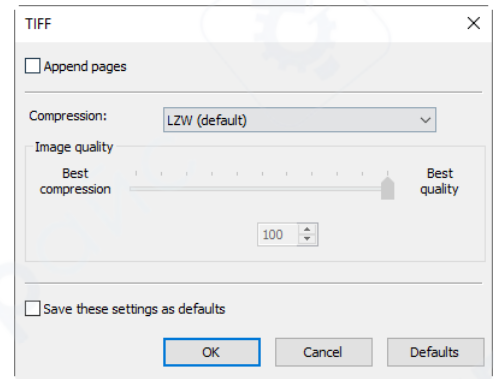 TIFF
Append pages
Compression:
LZW (default)
Image quality
Best compression
Best quality
100
Save these settings as defaults
OK
Cancel
Defaults